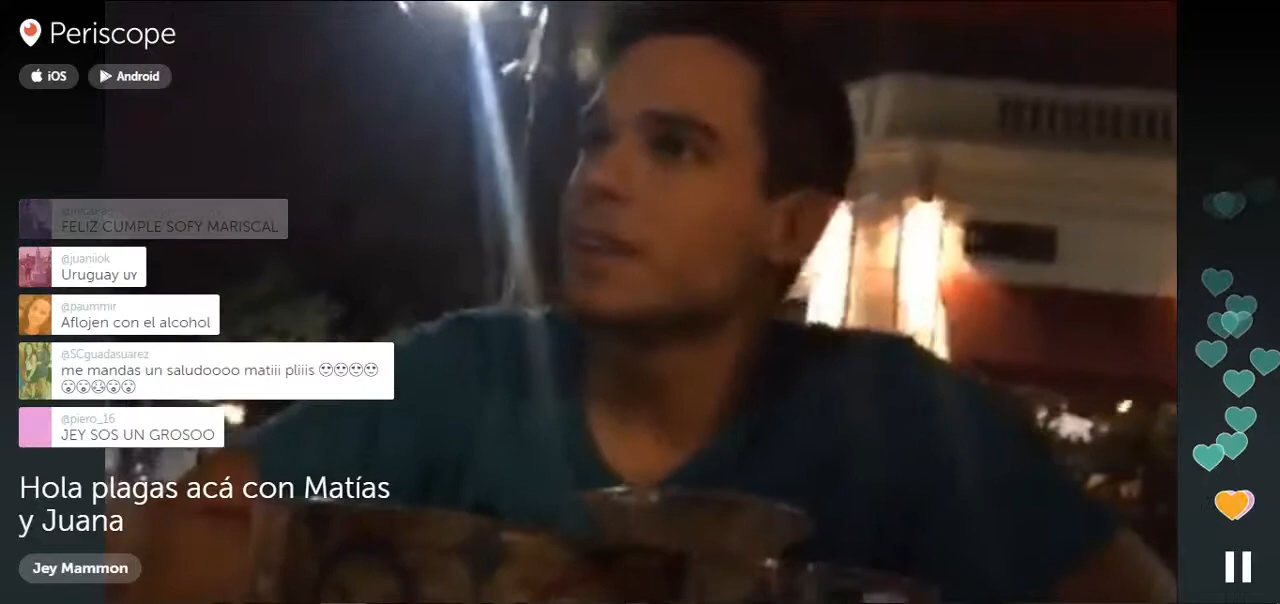 Periscope
iOS
Android
FELIZ CUMPLE SOFY MARISCAL
@juaniiok
Uruguay uʏ
@paummir
Aflojen con el alcohol
@SCguadasuarez
me mandas un saludoooo matiii pliiis 😍😍😍😍
😭😭😭😭😭
@piero_16
JEY SOS UN GROSOO
Hola plagas acá con Matías
y Juana
Jey Mammon